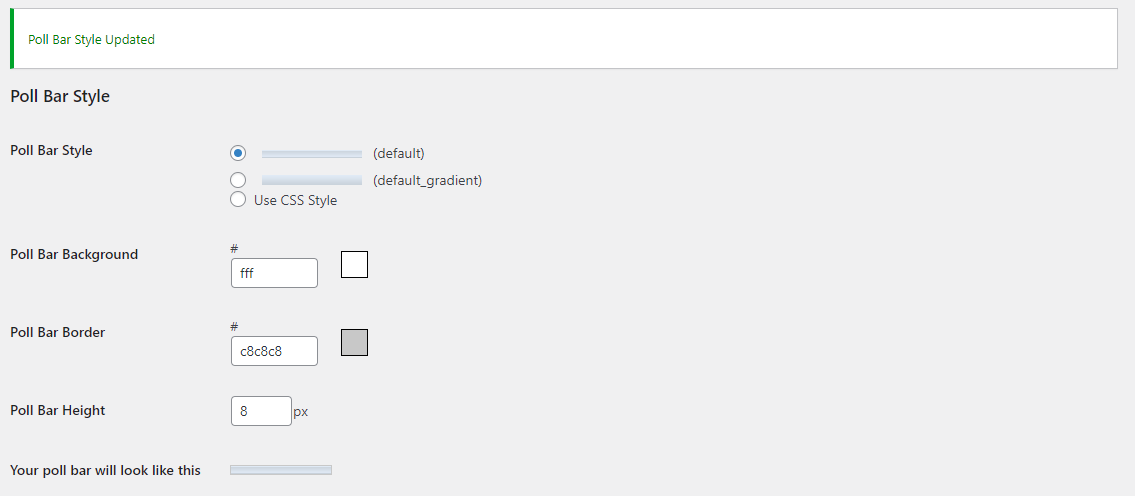 Poll Bar Style Updated
Poll Bar Style
Poll Bar Style
(default)
(default_gradient)
Use CSS Style
Poll Bar Background
#
fff
Poll Bar Border
#
c8c8c8
Poll Bar Height
8 px
Your poll bar will look like this